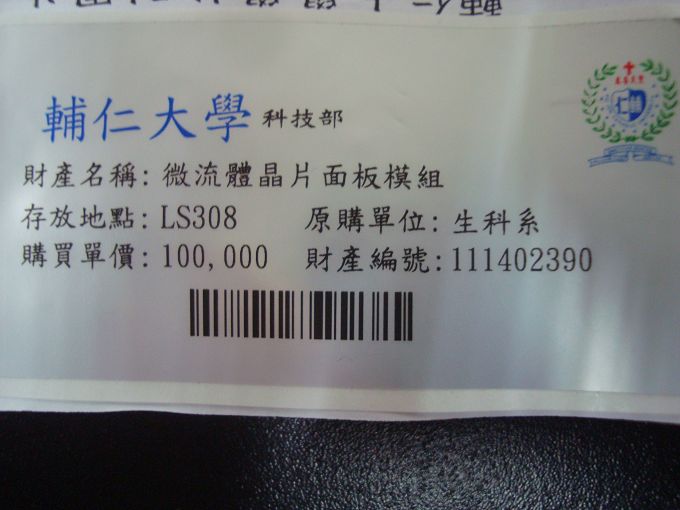 輔仁大學 科技部
財產名稱: 微流體晶片面板模組
存放地點: LS308 原購單位: 生科系
購買單價: 100,000 財產編號: 111402390